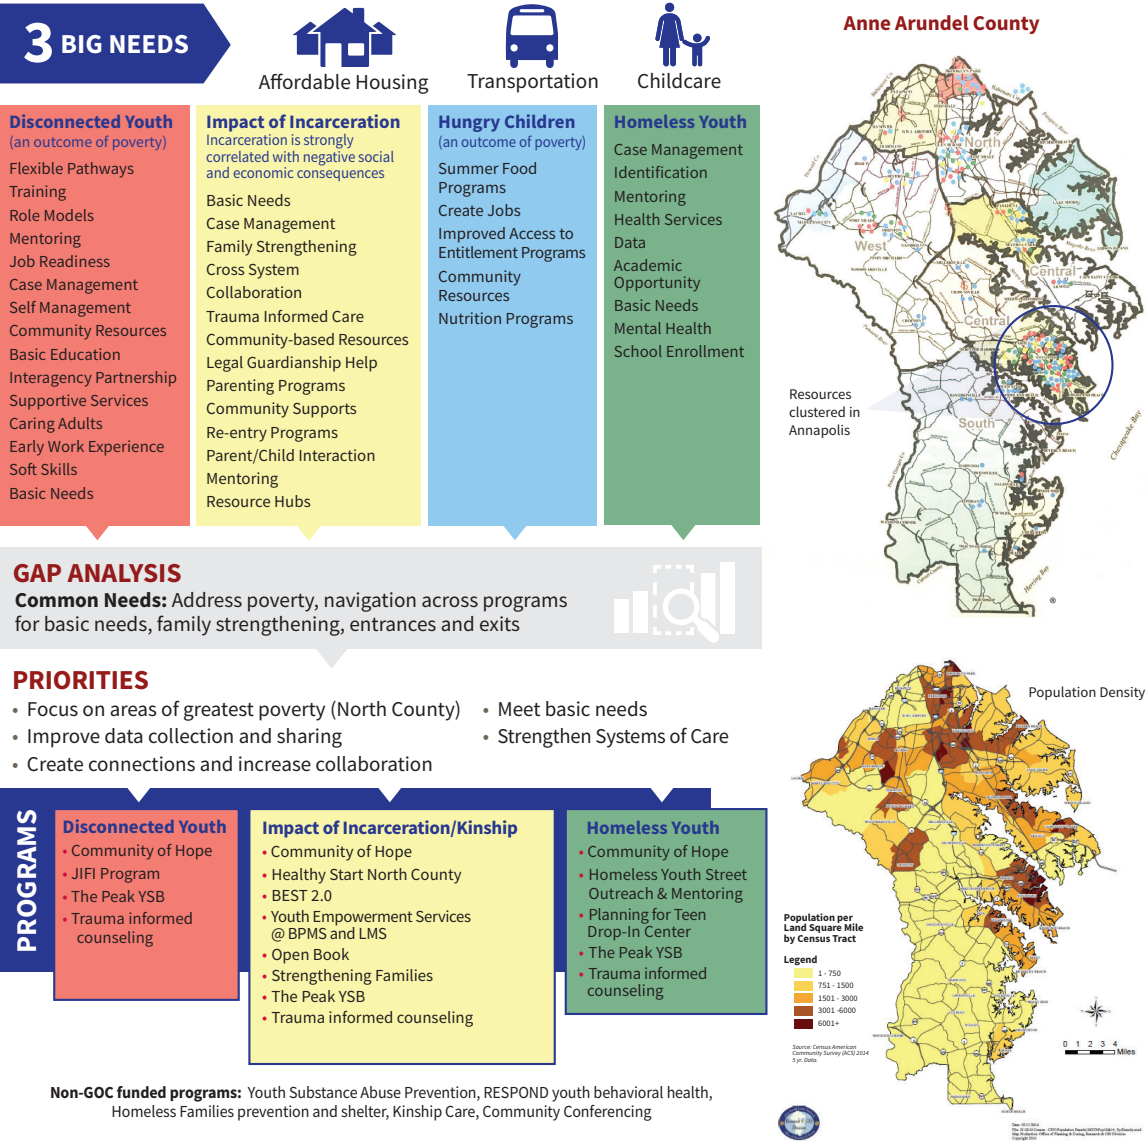 3 BIG NEEDS
Affordable Housing
Transportation
Childcare
Disconnected Youth
(an outcome of poverty)
Flexible Pathways
Training
Role Models
Mentoring
Job Readiness
Case Management
Self Management
Community Resources
Basic Education
Interagency Partnership
Supportive Services
Caring Adults
Early Work Experience
Soft Skills
Basic Needs
Impact of Incarceration
Incarceration is strongly
correlated with negative social
and economic consequences
Basic Needs
Case Management
Family Strengthening
Cross System
Collaboration
Trauma Informed Care
Community-based Resources
Legal Guardianship Help
Parenting Programs
Community Supports
Re-entry Programs
Parent/Child Interaction
Mentoring
Resource Hubs
Hungry Children
(an outcome of poverty)
Summer Food
Programs
Create Jobs
Improved Access to
Entitlement Programs
Community
Resources
Nutrition Programs
Homeless Youth
Case Management
Identification
Mentoring
Health Services
Data
Academic
Opportunity
Basic Needs
Mental Health
School Enrollment
GAP ANALYSIS
Common Needs: Address poverty, navigation across programs
for basic needs, family strengthening, entrances and exits
PRIORITIES
• Focus on areas of greatest poverty (North County)
• Improve data collection and sharing
• Create connections and increase collaboration
• Meet basic needs
• Strengthen Systems of Care
PROGRAMS
Disconnected Youth
• Community of Hope
• JIFI Program
• The Peak YSB
• Trauma informed
counseling
Impact of Incarceration/Kinship
• Community of Hope
• Healthy Start North County
• BEST 2.0
• Youth Empowerment Services
@ BPMS and LMS
• Open Book
• Strengthening Families
• The Peak YSB
• Trauma informed counseling
Homeless Youth
• Community of Hope
• Homeless Youth Street
Outreach & Mentoring
• Planning for Teen
Drop-In Center
• The Peak YSB
• Trauma informed
counseling
Non-GOC funded programs: Youth Substance Abuse Prevention, RESPOND youth behavioral health,
Homeless Families prevention and shelter, Kinship Care, Community Conferencing
Anne Arundel County
North
West
Central
Central
South
Chesapeake Bay
Herring Bay
Resources
clustered in
Annapolis
Population Density
Population per
Land Square Mile
by Census Tract
Legend
1 - 750
751 - 1500
1501 - 3000
3001 -6000
6001+
Source: Census American
Community Survey (ACS) 2014
5 yr. Data.
0 1 2 3 4
Miles